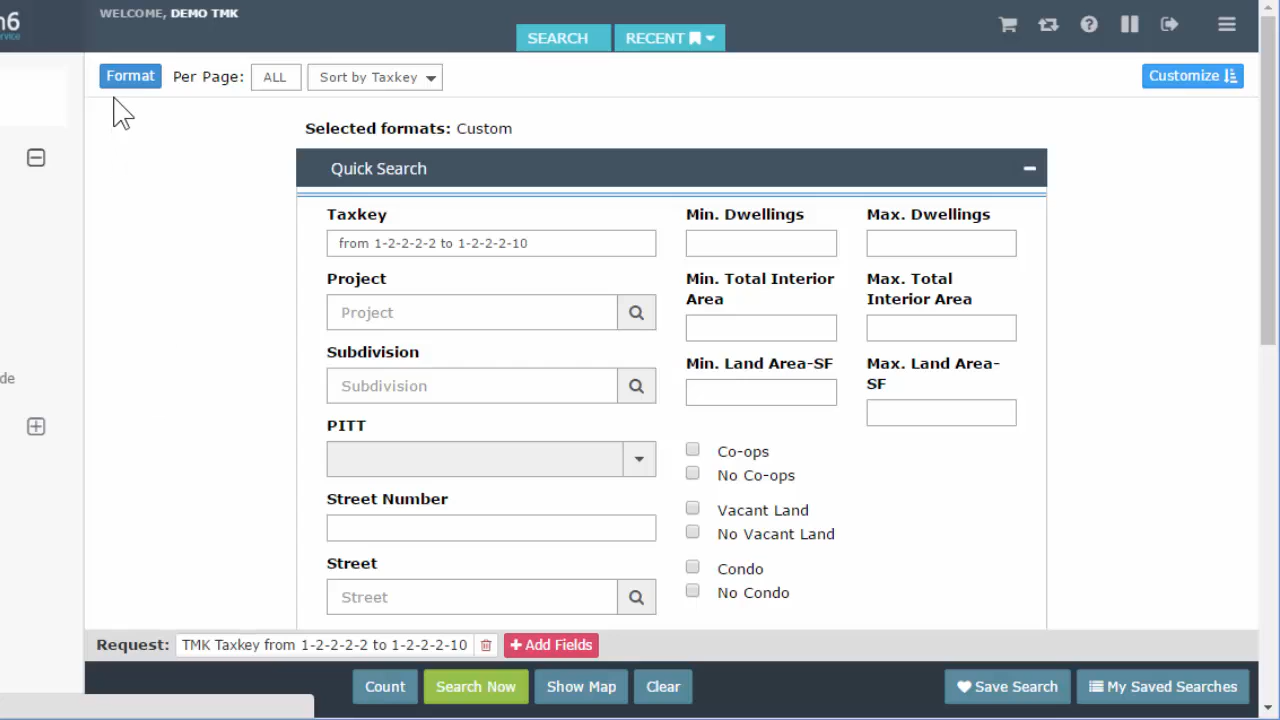 n6
WELCOME, DEMO TMK
SEARCH
RECENT
Format
Per Page:
ALL
Sort by Taxkey
Customize
Selected formats: Custom
Quick Search
Taxkey
from 1-2-2-2-2 to 1-2-2-2-10
Project
Project
Subdivision
Subdivision
PITT
Street Number
Street
Street
Min. Dwellings
Max. Dwellings
Min. Total Interior
Area
Max. Total
Interior Area
Min. Land Area-SF
Max. Land Area-
SF
Co-ops
No Co-ops
Vacant Land
No Vacant Land
Condo
No Condo
de
Request:
TMK Taxkey from 1-2-2-2-2 to 1-2-2-2-10
+ Add Fields
Count
Search Now
Show Map
Clear
Save Search
My Saved Searches